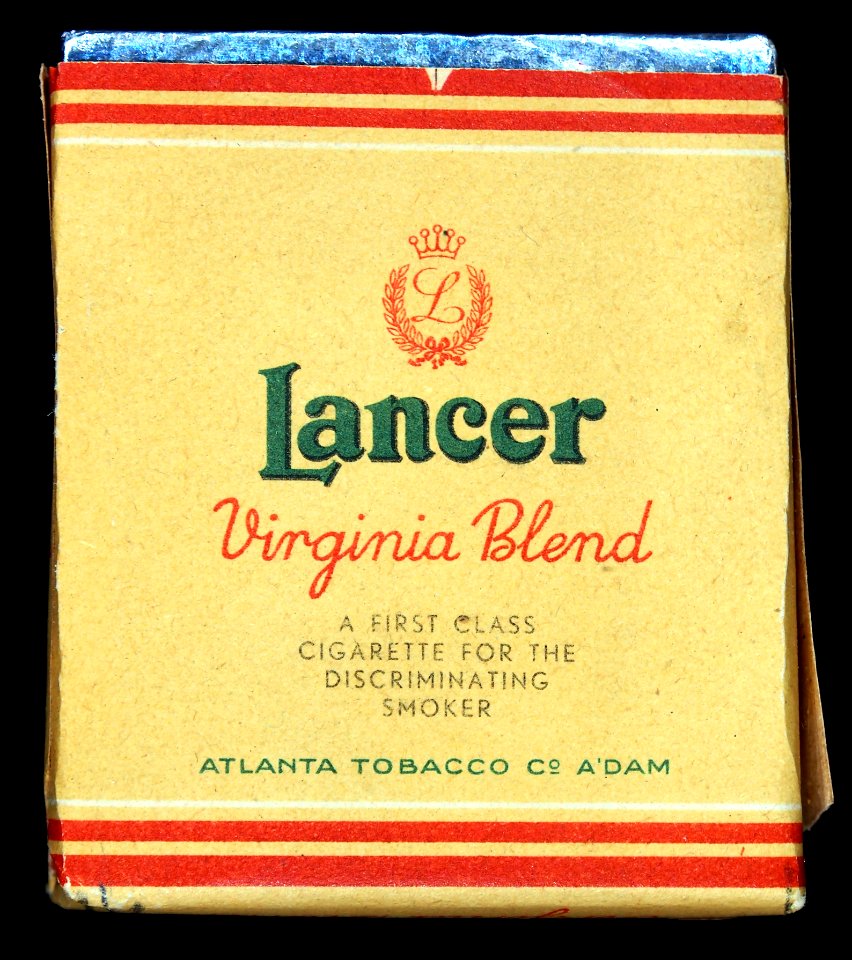 L
Lancer
Virginia Blend
A FIRST CLASS
CIGARETTE FOR THE
DISCRIMINATING
SMOKER
ATLANTA TOBACCO Cº A'DAM